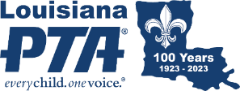 Louisiana
PTA®
everychild.onevoice.®
100 Years
1923 - 2023